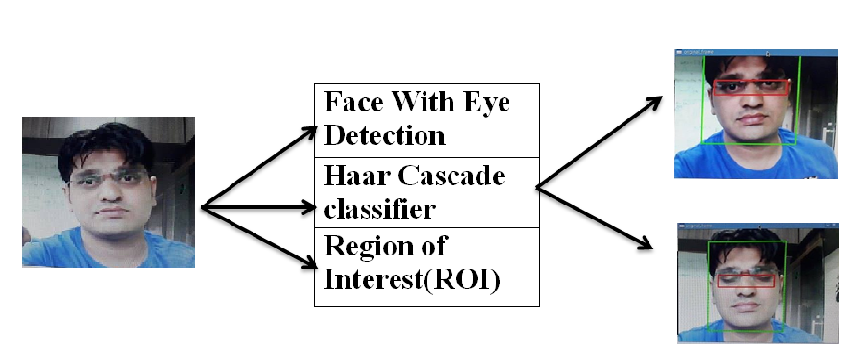 Face With Eye
Detection
Haar Cascade
classifier
Region of
Interest(ROI)